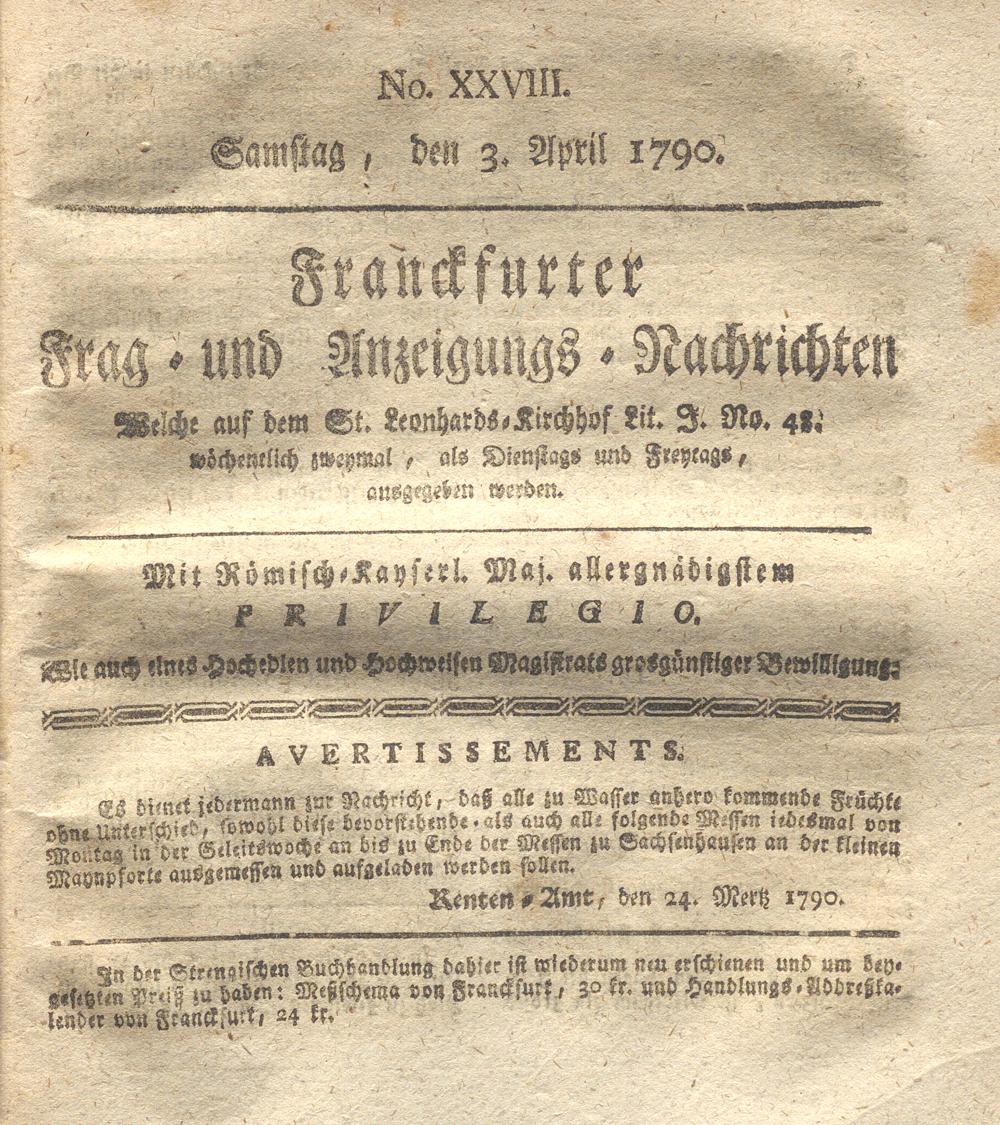 No. XXVIII.
Samſtag, den 3. April 1790.
Franckfurter
Frag- und Anzeigungs-Nachrichten
Welche auf dem St. Leonhards-Kirchhof Lit. J. No. 48.
wöchentlich zweymal, als Dienſtags und Freytags,
ausgegeben werden.
Mit Römiſch-Kayſerl. Maj. allergnädigſtem
PRIVILEGIO.
Wie auch eines Hochedlen und Hochweiſen Magiſtrats grosgünſtiger Bewilligung.
AVERTISSEMENTS.
Es dienet jedermann zur Nachricht, daß alle zu Waſſer anhero kommende Früchte
ohne Unterſchied, ſowohl dieſe bevorſtehende-als auch alle folgende Meſſen jedesmal von
Montag in der Geleitswoche an bis zu Ende der Meſſen zu Sachſenhauſen an der kleinen
Maynpforte ausgemeſſen und aufgeladen werden ſollen.
Renten-Amt, den 24. Mertz 1790.
In der Strengiſchen Buchhandlung dahier iſt wiederum neu erſchienen und um bey-
geſetzten Preiß zu haben: Meßſchema von Franckfurt, 30 kr. und Handlungs-Addreßka-
lender von Franckfurt, 24 kr.